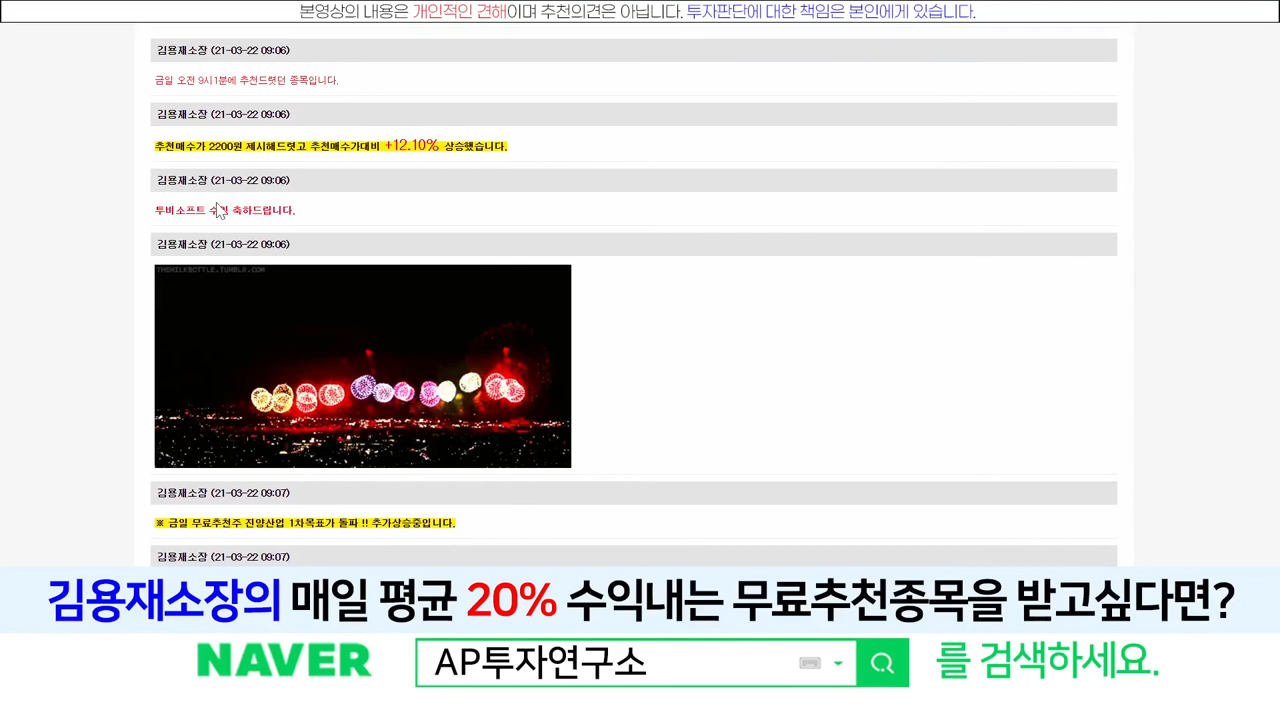 본영상의 내용은 개인적인 견해이며 추천의견은 아닙니다. 투자판단에 대한 책임은 본인에게 있습니다.
김용재소장 (21-03-22 09:06)
금일 오전 9시1분에 추천드렷던 종목입니다.
김용재소장 (21-03-22 09:06)
추천매수가 2200원 제시해드렷고 추천매수가대비 +12.10% 상승했습니다.
김용재소장 (21-03-22 09:06)
투비소프트 축하드립니다.
김용재소장 (21-03-22 09:06)
THEMILKBOTTLE.TUMBLR.COM
김용재소장 (21-03-22 09:07)
※ 금일 무료추천주 진양산업 1차목표가 돌파 !! 추가상승중입니다.
김용재소장 (21-03-22 09:07)
김용재소장의 매일 평균 20% 수익내는 무료추천종목을 받고싶다면?
NAVER AP투자연구소 를 검색하세요.